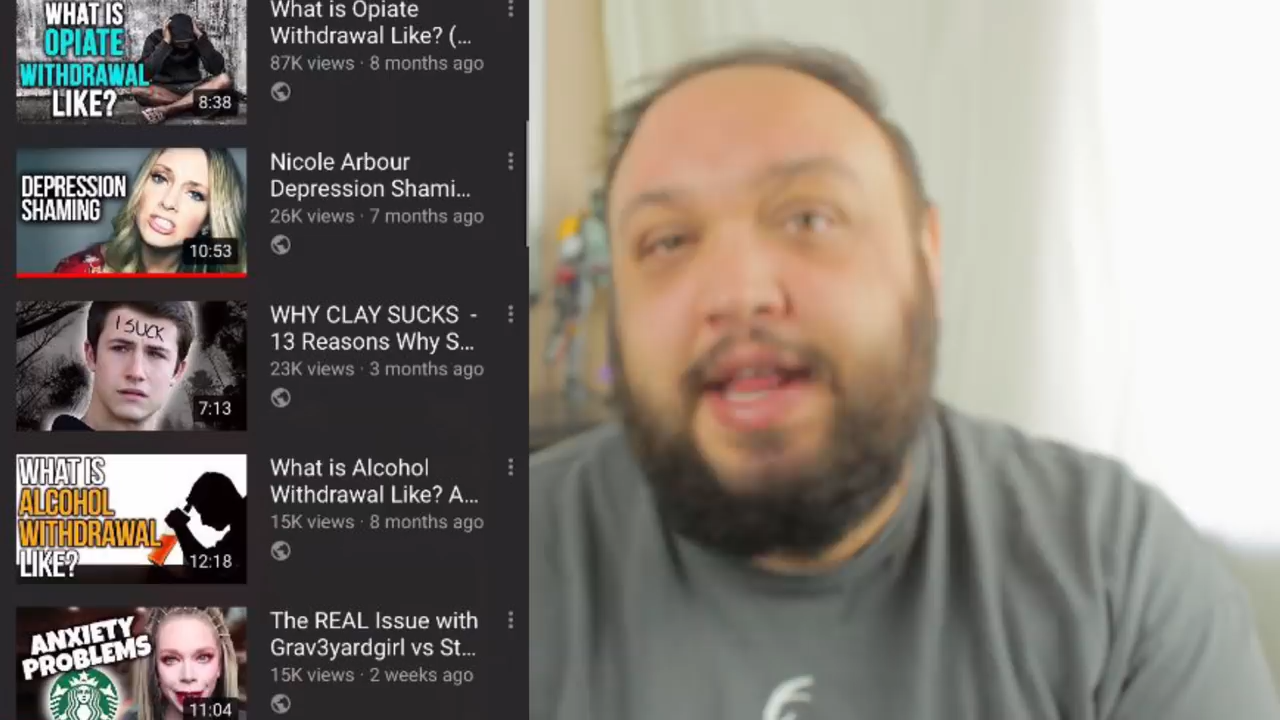 WHAT IS
OPIATE
WITHDRAWAL
LIKE?
8:38
What is Opiate
Withdrawal Like? (...
87K views · 8 months ago
DEPRESSION
SHAMING
10:53
Nicole Arbour
Depression Shami...
26K views · 7 months ago
I SUCK
7:13
WHY CLAY SUCKS -
13 Reasons Why S...
23K views · 3 months ago
WHAT IS
ALCOHOL
WITHDRAWAL
LIKE?
12:18
What is Alcohol
Withdrawal Like? A...
15K views · 8 months ago
ANXIETY
PROBLEMS
11:04
The REAL Issue with
Grav3yardgirl vs St...
15K views · 2 weeks ago